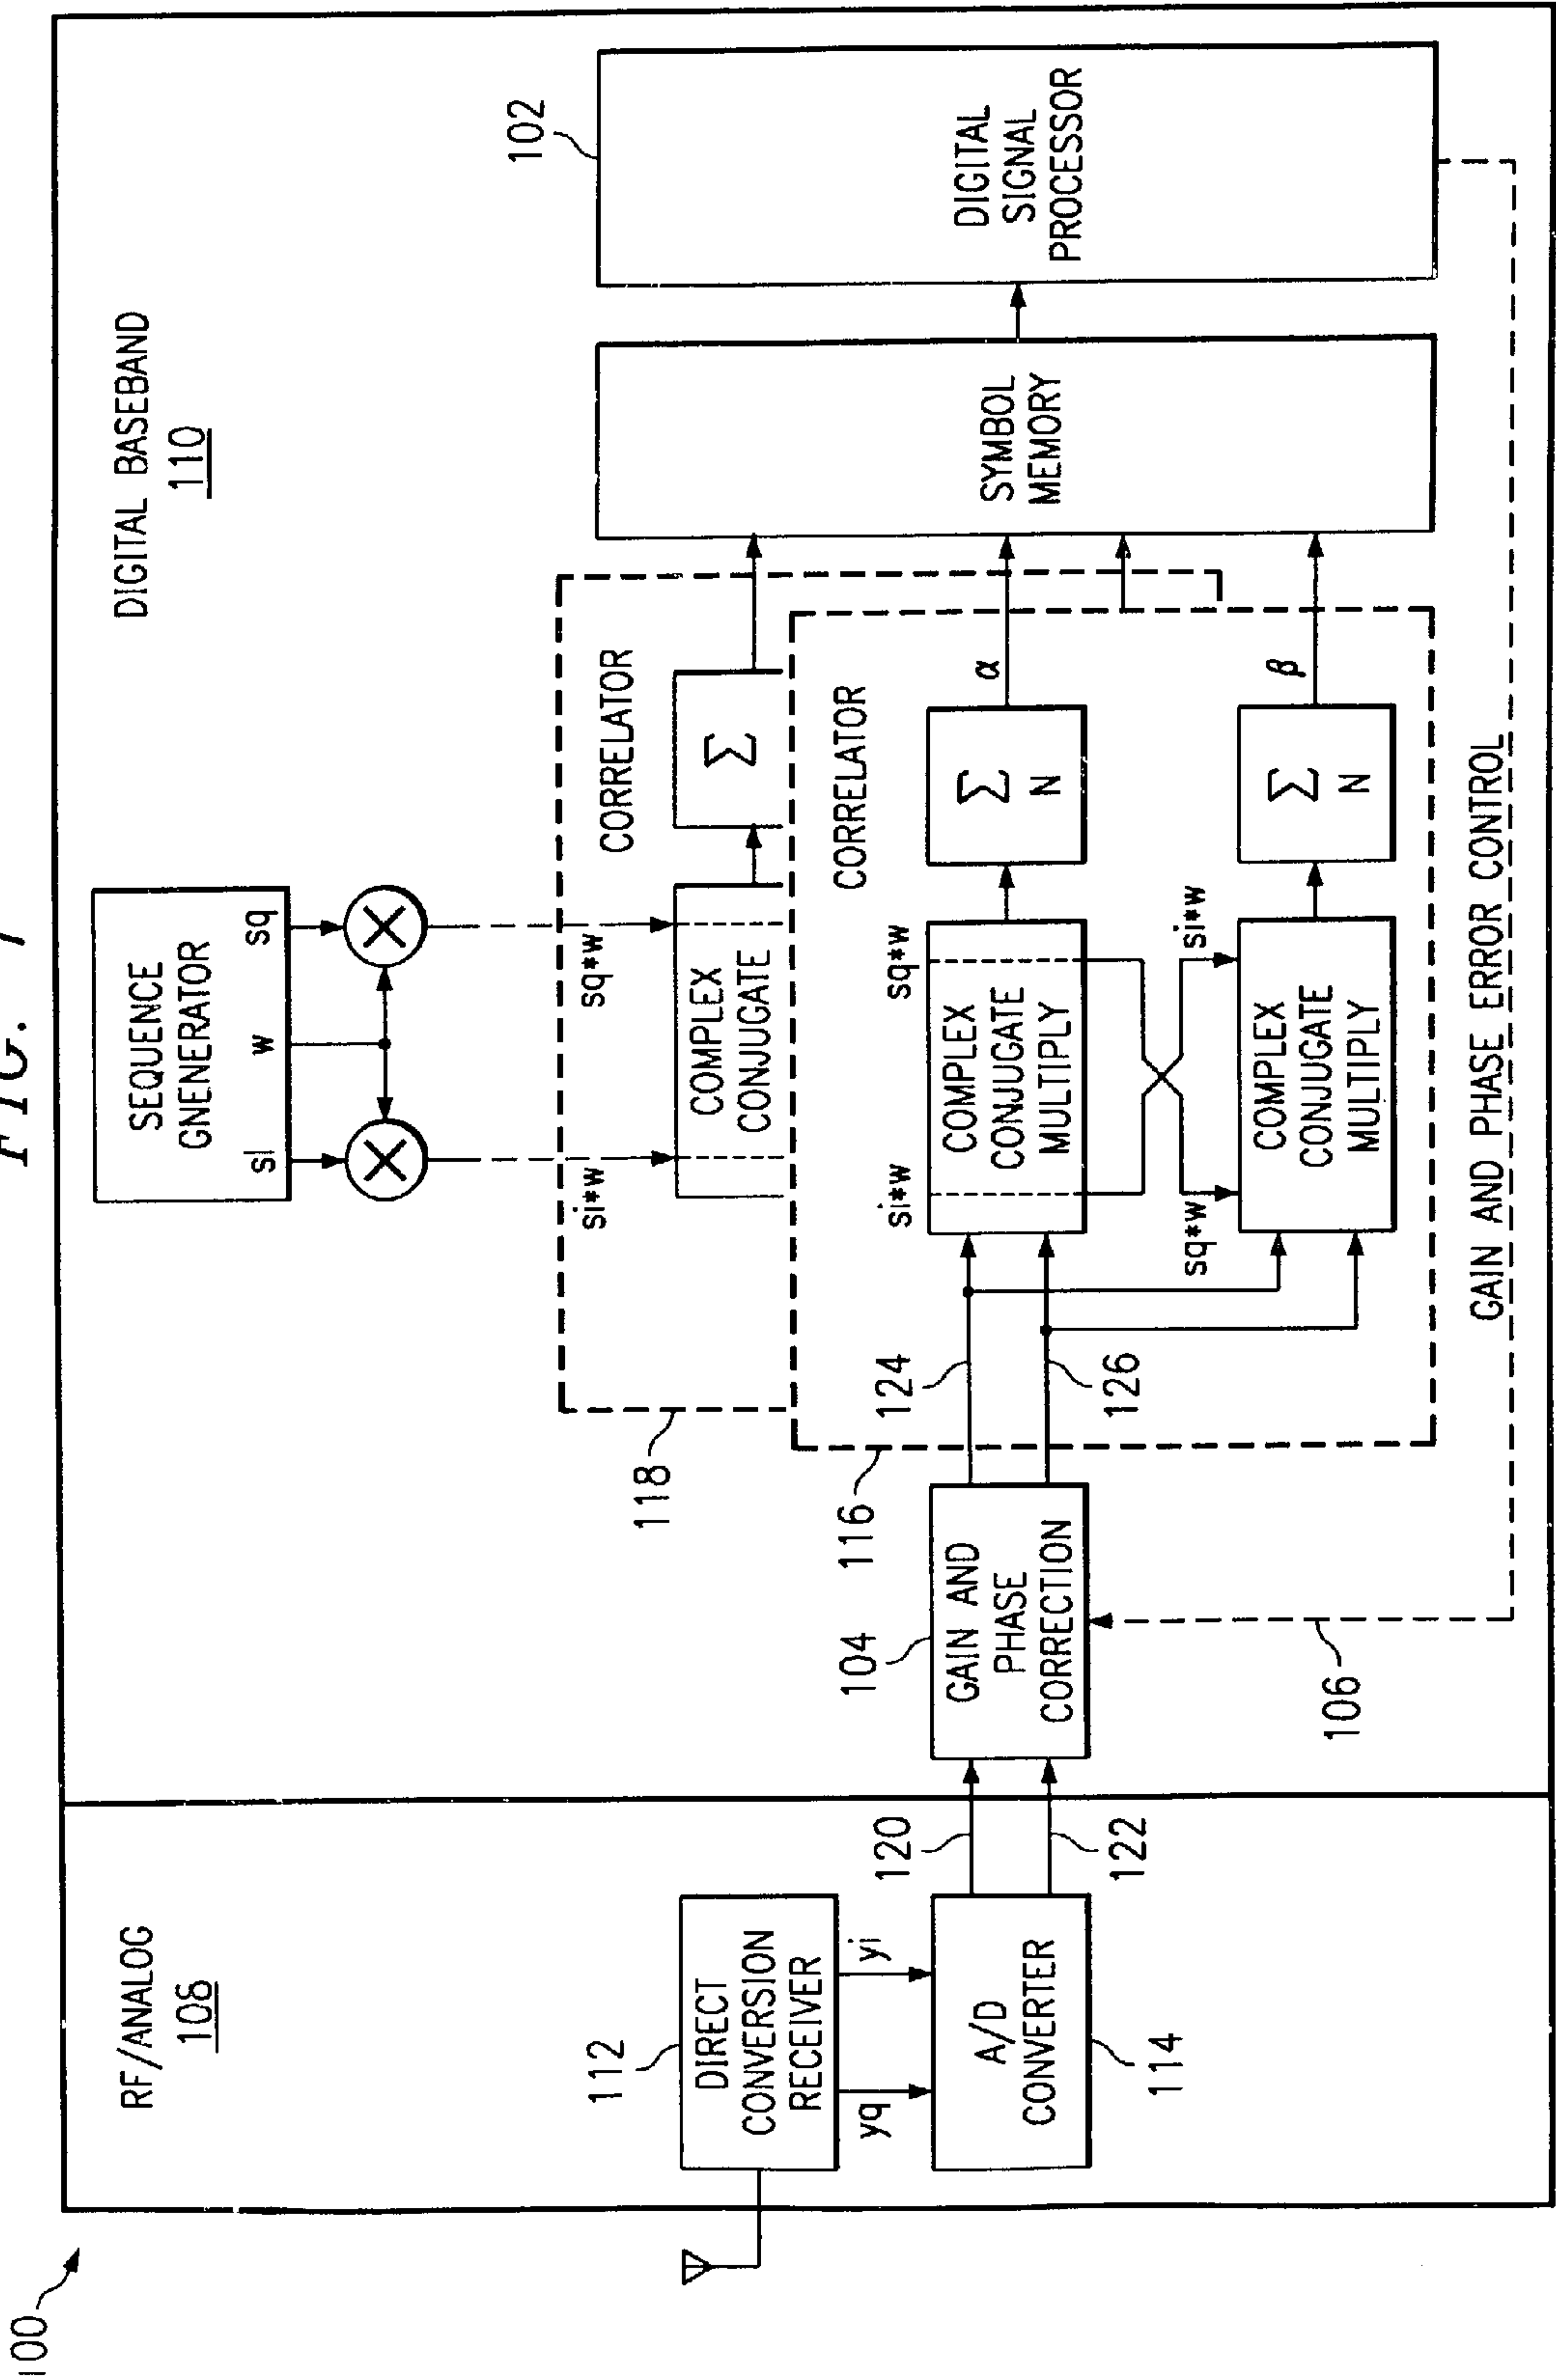 FIG. 1
100
RF/ANALOG
108
DIGITAL BASEBAND
110
SEQUENCE
GNERATOR
si
w
sq
si*w
sq*w
118
CORRELATOR
COMPLEX
CONJUGATE
Σ
112
DIRECT
CONVERSION
RECEIVER
yq
yi
A/D
CONVERTER
114
120
122
104
GAIN AND
PHASE
CORRECTION
106
116
124
126
CORRELATOR
si*w
sq*w
COMPLEX
CONJUGATE
MULTIPLY
Σ
N
α
sq*w
si*w
COMPLEX
CONJUGATE
MULTIPLY
Σ
N
β
SYMBOL
MEMORY
102
DIGITAL
SIGNAL
PROCESSOR
GAIN AND PHASE ERROR CONTROL